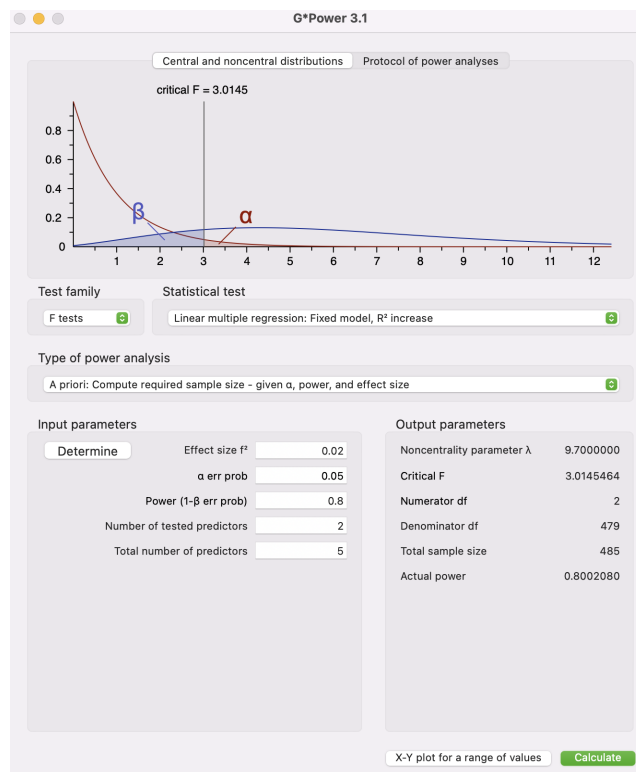 G*Power 3.1
Central and noncentral distributions Protocol of power analyses
critical F = 3.0145
0.8
0.6
0.4
0.2
0
β
α
1 2 3 4 5 6 7 8 9 10 11 12
Test family Statistical test
F tests Linear multiple regression: Fixed model, R² increase
Type of power analysis
A priori: Compute required sample size - given α, power, and effect size
Input parameters Output parameters
Determine Effect size f² 0.02 Noncentrality parameter λ 9.7000000
α err prob 0.05 Critical F 3.0145464
Power (1-β err prob) 0.8 Numerator df 2
Number of tested predictors 2 Denominator df 479
Total number of predictors 5 Total sample size 485
Actual power 0.8002080
X-Y plot for a range of values Calculate